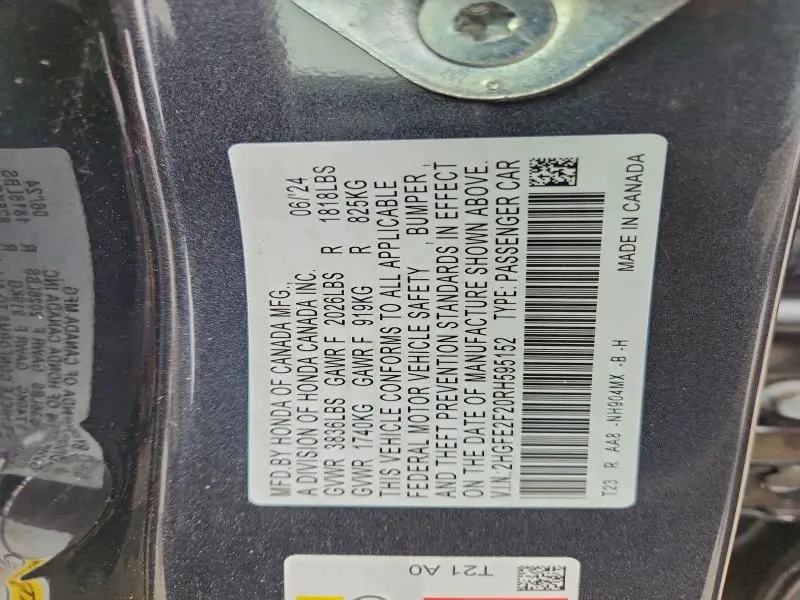 MFD BY HONDA OF CANADA MFG., 06/'24
A DIVISION OF HONDA CANADA INC.
GVWR 3836LBS GAWR F 2026LBS R 1818LBS
GVWR 1740KG GAWR F 919KG R 825KG
THIS VEHICLE CONFORMS TO ALL APPLICABLE
FEDERAL MOTOR VEHICLE SAFETY , BUMPER ,
AND THEFT PREVENTION STANDARDS IN EFFECT
ON THE DATE OF MANUFACTURE SHOWN ABOVE.
V.I.N: 2HGFE2F20RH595152 TYPE: PASSENGER CAR
T23 R AA8 -NH904MX -B -H MADE IN CANADA
T21 A0